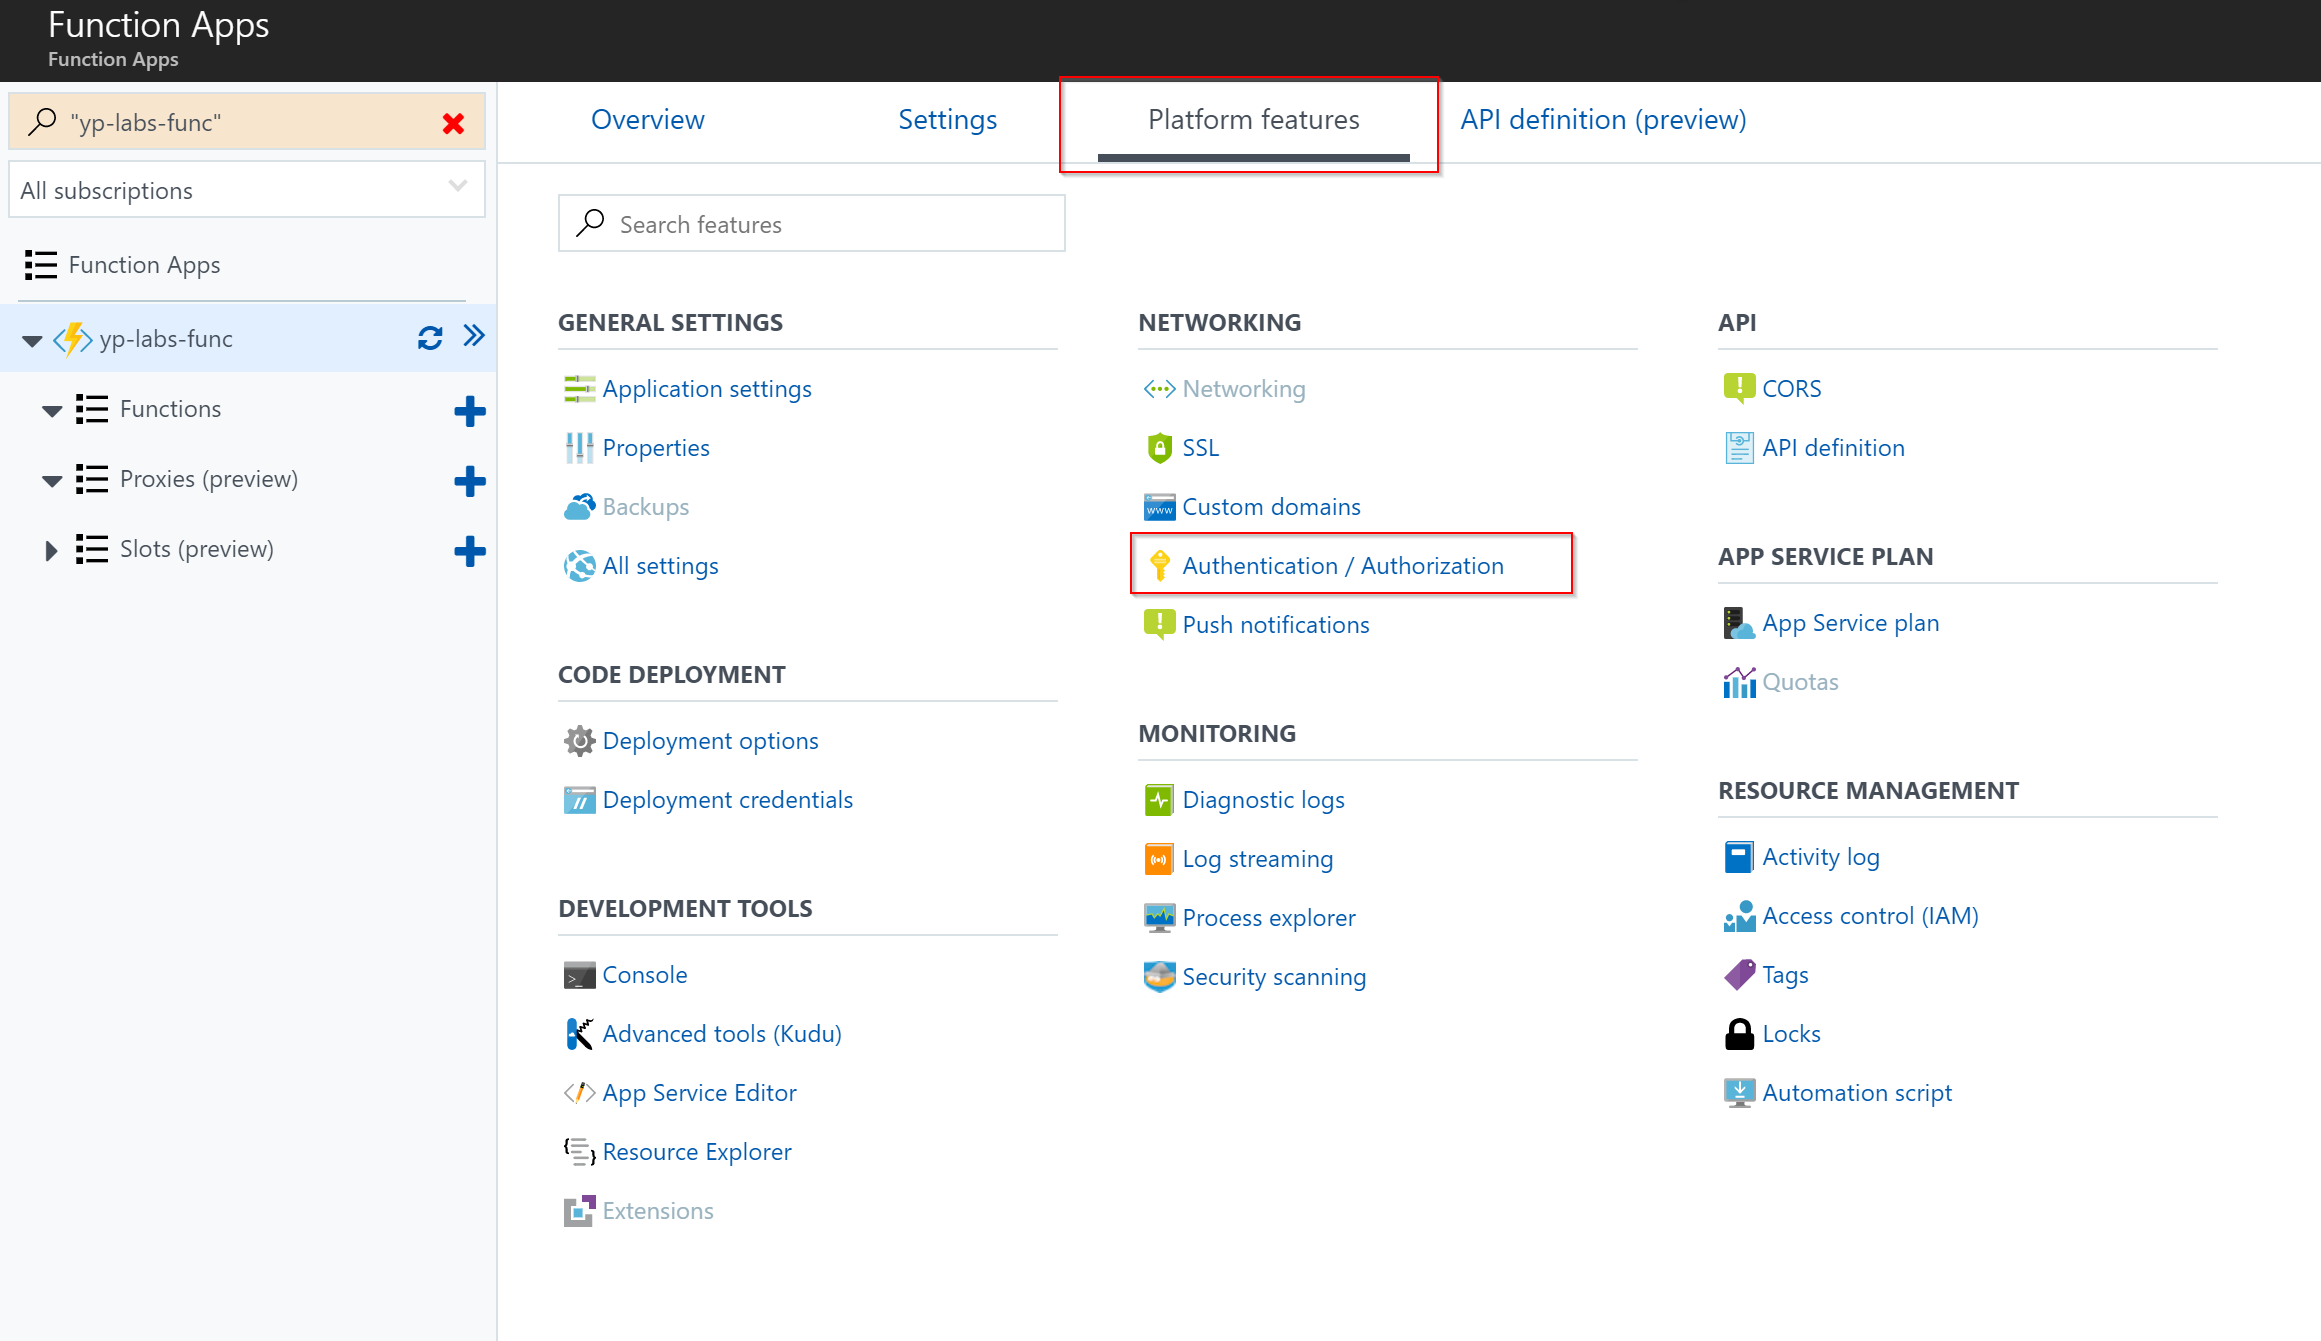 Function Apps
Function Apps
"yp-labs-func"
All subscriptions
Function Apps
yp-labs-func
Functions
Proxies (preview)
Slots (preview)
Overview
Settings
Platform features
API definition (preview)
Search features
GENERAL SETTINGS
Application settings
Properties
Backups
All settings
CODE DEPLOYMENT
Deployment options
Deployment credentials
DEVELOPMENT TOOLS
Console
Advanced tools (Kudu)
App Service Editor
Resource Explorer
Extensions
NETWORKING
Networking
SSL
www
Custom domains
Authentication / Authorization
Push notifications
MONITORING
Diagnostic logs
Log streaming
Process explorer
Security scanning
API
CORS
API definition
APP SERVICE PLAN
App Service plan
Quotas
RESOURCE MANAGEMENT
Activity log
Access control (IAM)
Tags
Locks
Automation script